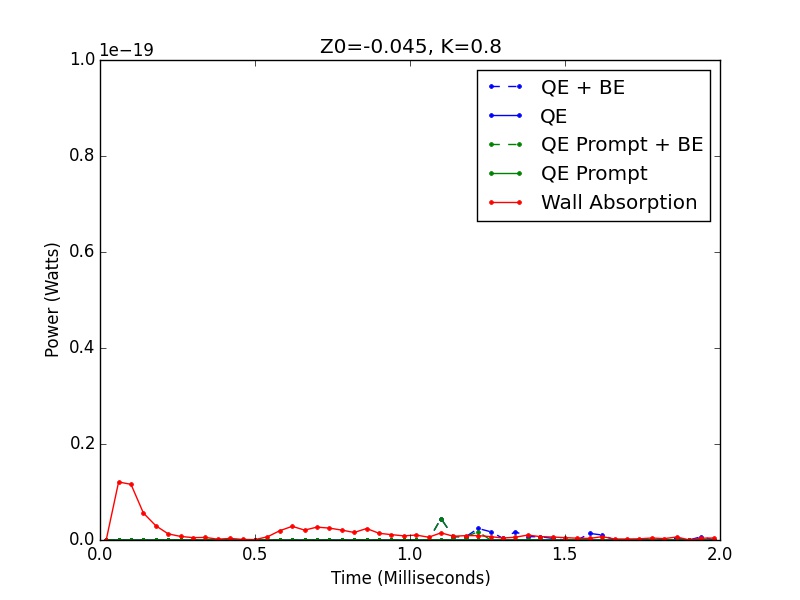 Z0=-0.045, K=0.8
1e−19
1.0
0.8
0.6
0.4
0.2
0.0
Power (Watts)
QE + BE
QE
QE Prompt + BE
QE Prompt
Wall Absorption
0.0 0.5 1.0 1.5 2.0
Time (Milliseconds)